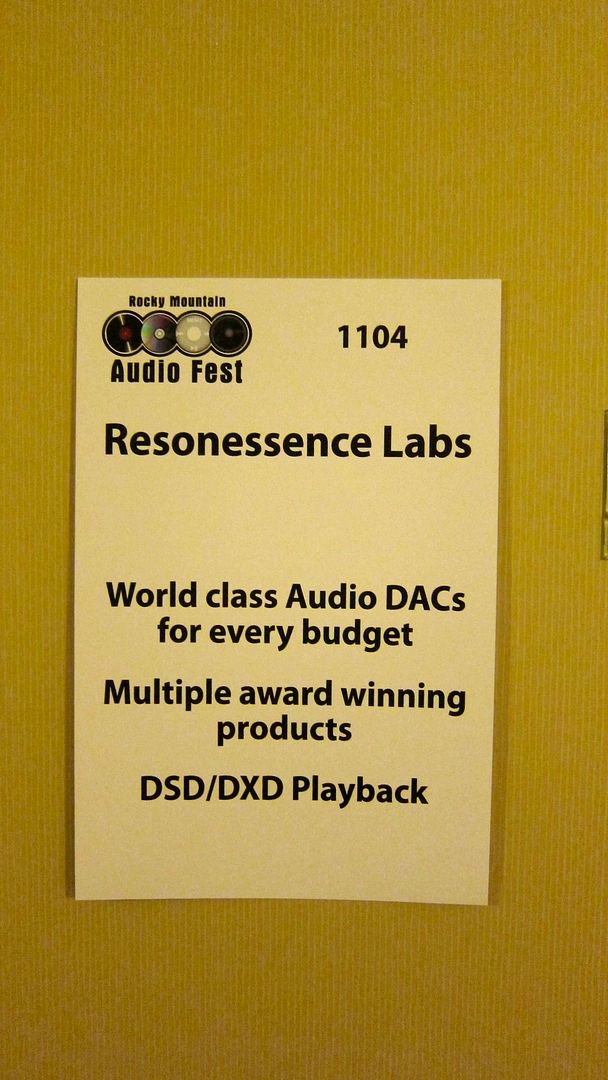 Rocky Mountain
Audio Fest
1104
Resonessence Labs
World class Audio DACs
for every budget
Multiple award winning
products
DSD/DXD Playback